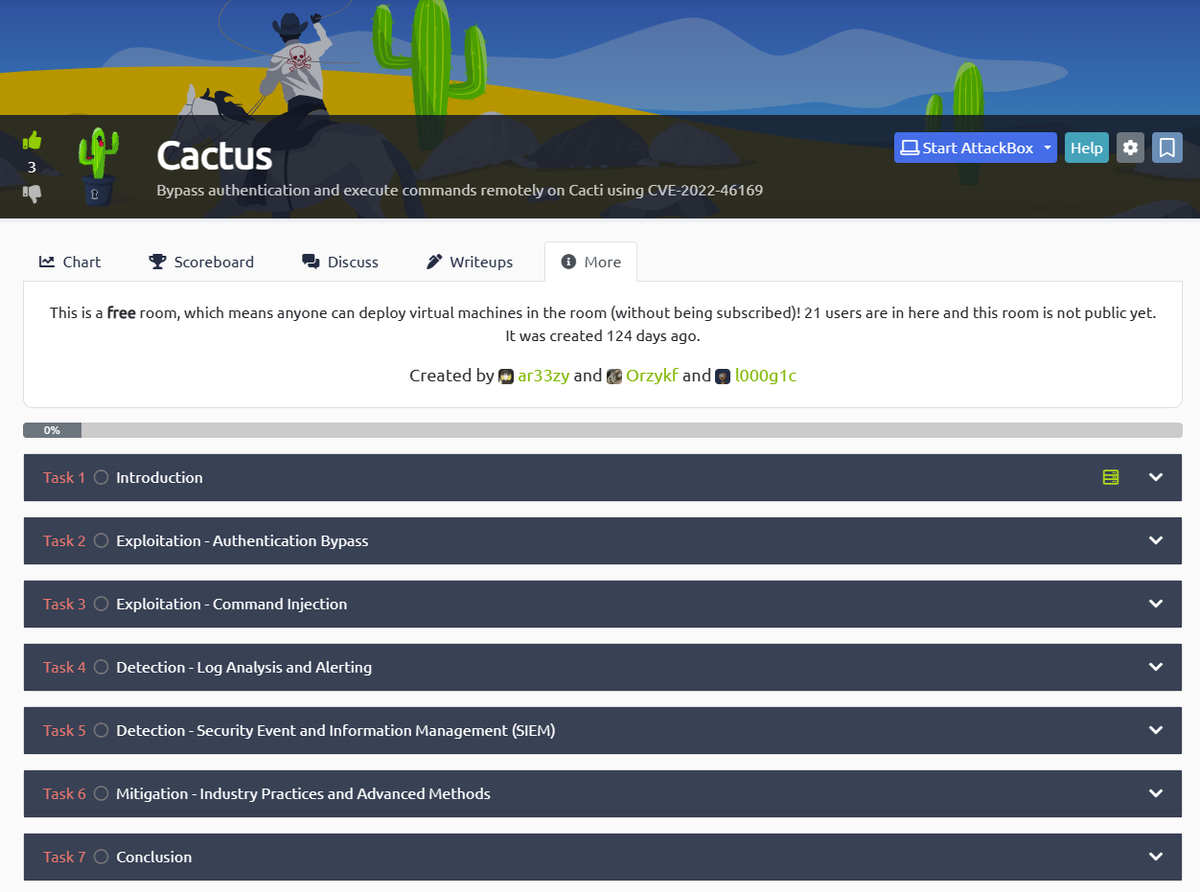 3
Cactus
Bypass authentication and execute commands remotely on Cacti using CVE-2022-46169
Start AttackBox
Help
Chart
Scoreboard
Discuss
Writeups
More
This is a free room, which means anyone can deploy virtual machines in the room (without being subscribed)! 21 users are in here and this room is not public yet.
It was created 124 days ago.
Created by ar33zy and Orzykf and l000g1c
0%
Task 1 Introduction
Task 2 Exploitation - Authentication Bypass
Task 3 Exploitation - Command Injection
Task 4 Detection - Log Analysis and Alerting
Task 5 Detection - Security Event and Information Management (SIEM)
Task 6 Mitigation - Industry Practices and Advanced Methods
Task 7 Conclusion